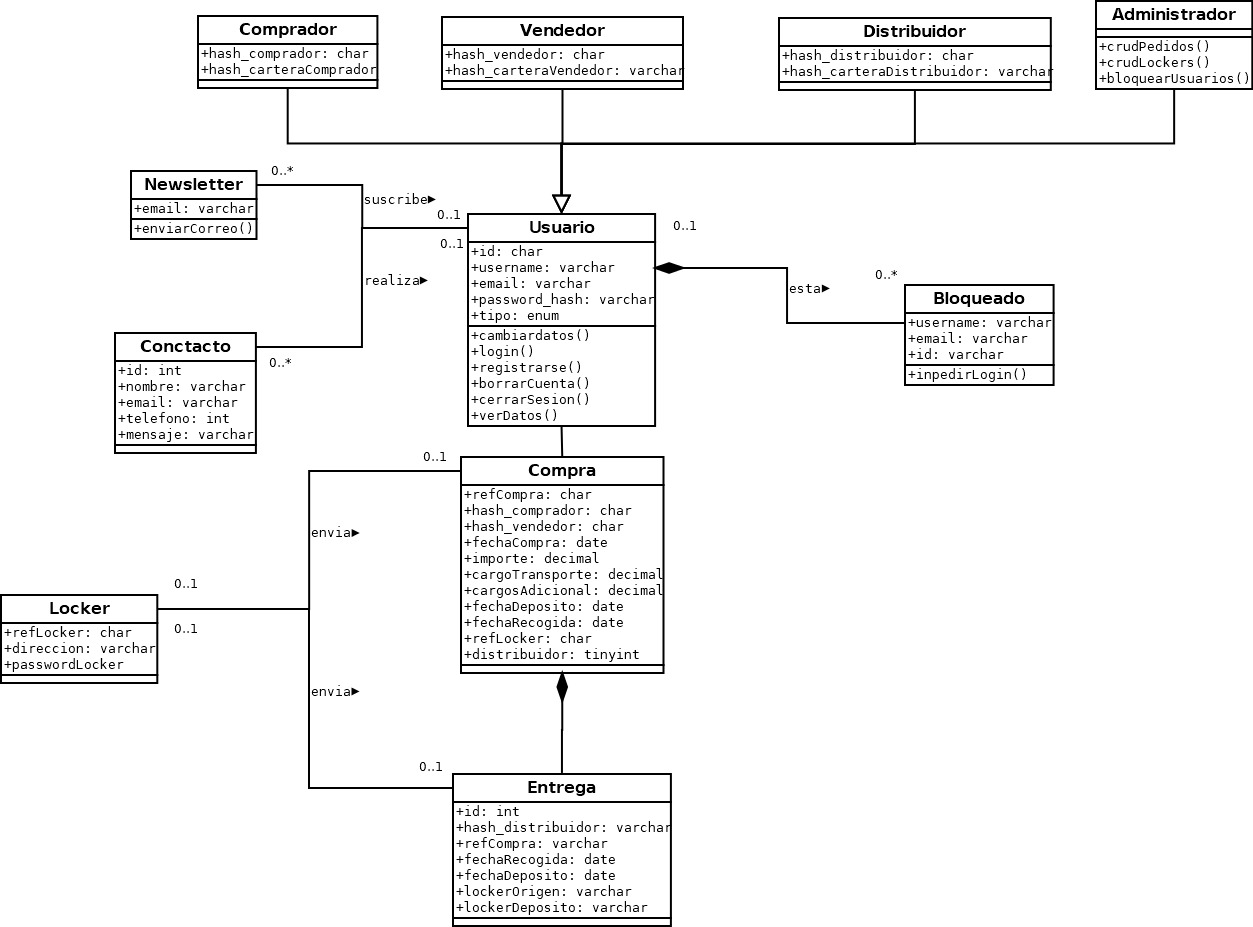 Comprador
+hash_comprador: char
+hash_carteraComprador
Vendedor
+hash_vendedor: char
+hash_carteraVendedor: varchar
Distribuidor
+hash_distribuidor: char
+hash_carteraDistribuidor: varchar
Administrador
+crudPedidos()
+crudLockers()
+bloquearUsuarios()
Newsletter
+email: varchar
+enviarCorreo()
0..*
suscribe▶
0..1
0..1
realiza▶
Usuario
+id: char
+username: varchar
+email: varchar
+password_hash: varchar
+tipo: enum
+cambiardatos()
+login()
+registrarse()
+borrarCuenta()
+cerrarSesion()
+verDatos()
0..1
esta▶
0..*
Bloqueado
+username: varchar
+email: varchar
+id: varchar
+inpedirLogin()
Conctacto
+id: int
+nombre: varchar
+email: varchar
+telefono: int
+mensaje: varchar
0..*
0..1
Compra
+refCompra: char
+hash_comprador: char
+hash_vendedor: char
+fechaCompra: date
+importe: decimal
+cargoTransporte: decimal
+cargosAdicional: decimal
+fechaDeposito: date
+fechaRecogida: date
+refLocker: char
+distribuidor: tinyint
envia▶
0..1
0..1
Locker
+refLocker: char
+direccion: varchar
+passwordLocker
envia▶
0..1
Entrega
+id: int
+hash_distribuidor: varchar
+refCompra: varchar
+fechaRecogida: date
+fechaDeposito: date
+lockerOrigen: varchar
+lockerDeposito: varchar